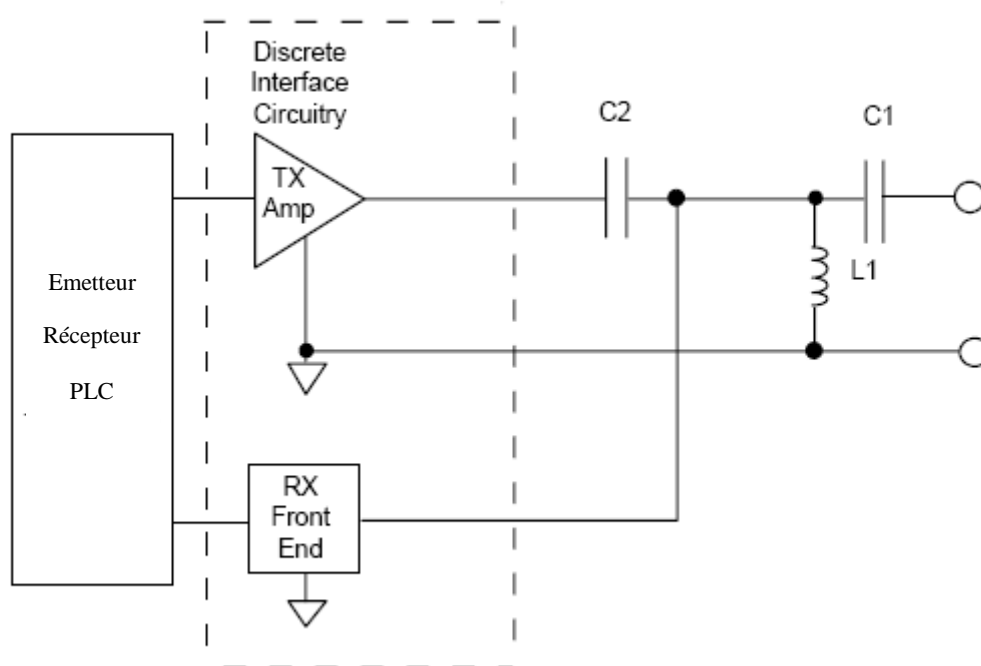 Discrete
Interface
Circuitry
C2
C1
TX
Amp
L1
Emetteur
Récepteur
PLC
RX
Front
End